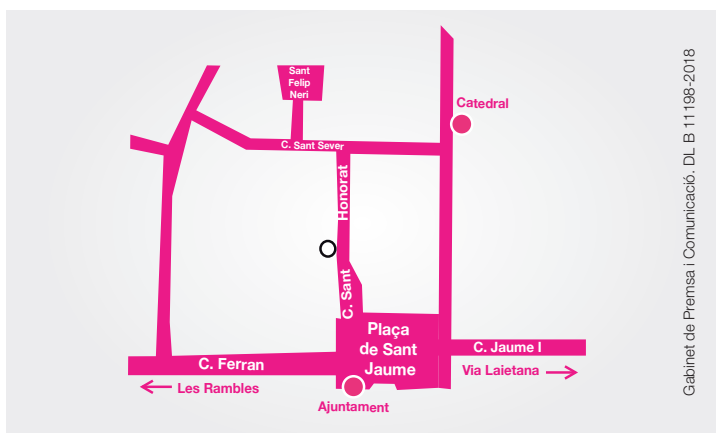 Sant
Felip
Neri
Catedral
C. Sant Sever
C. Sant Honorat
Plaça
de Sant
Jaume
C. Jaume I
C. Ferran
Via Laietana
Les Rambles
Ajuntament
Gabinet de Premsa i Comunicació. DL B 11198-2018